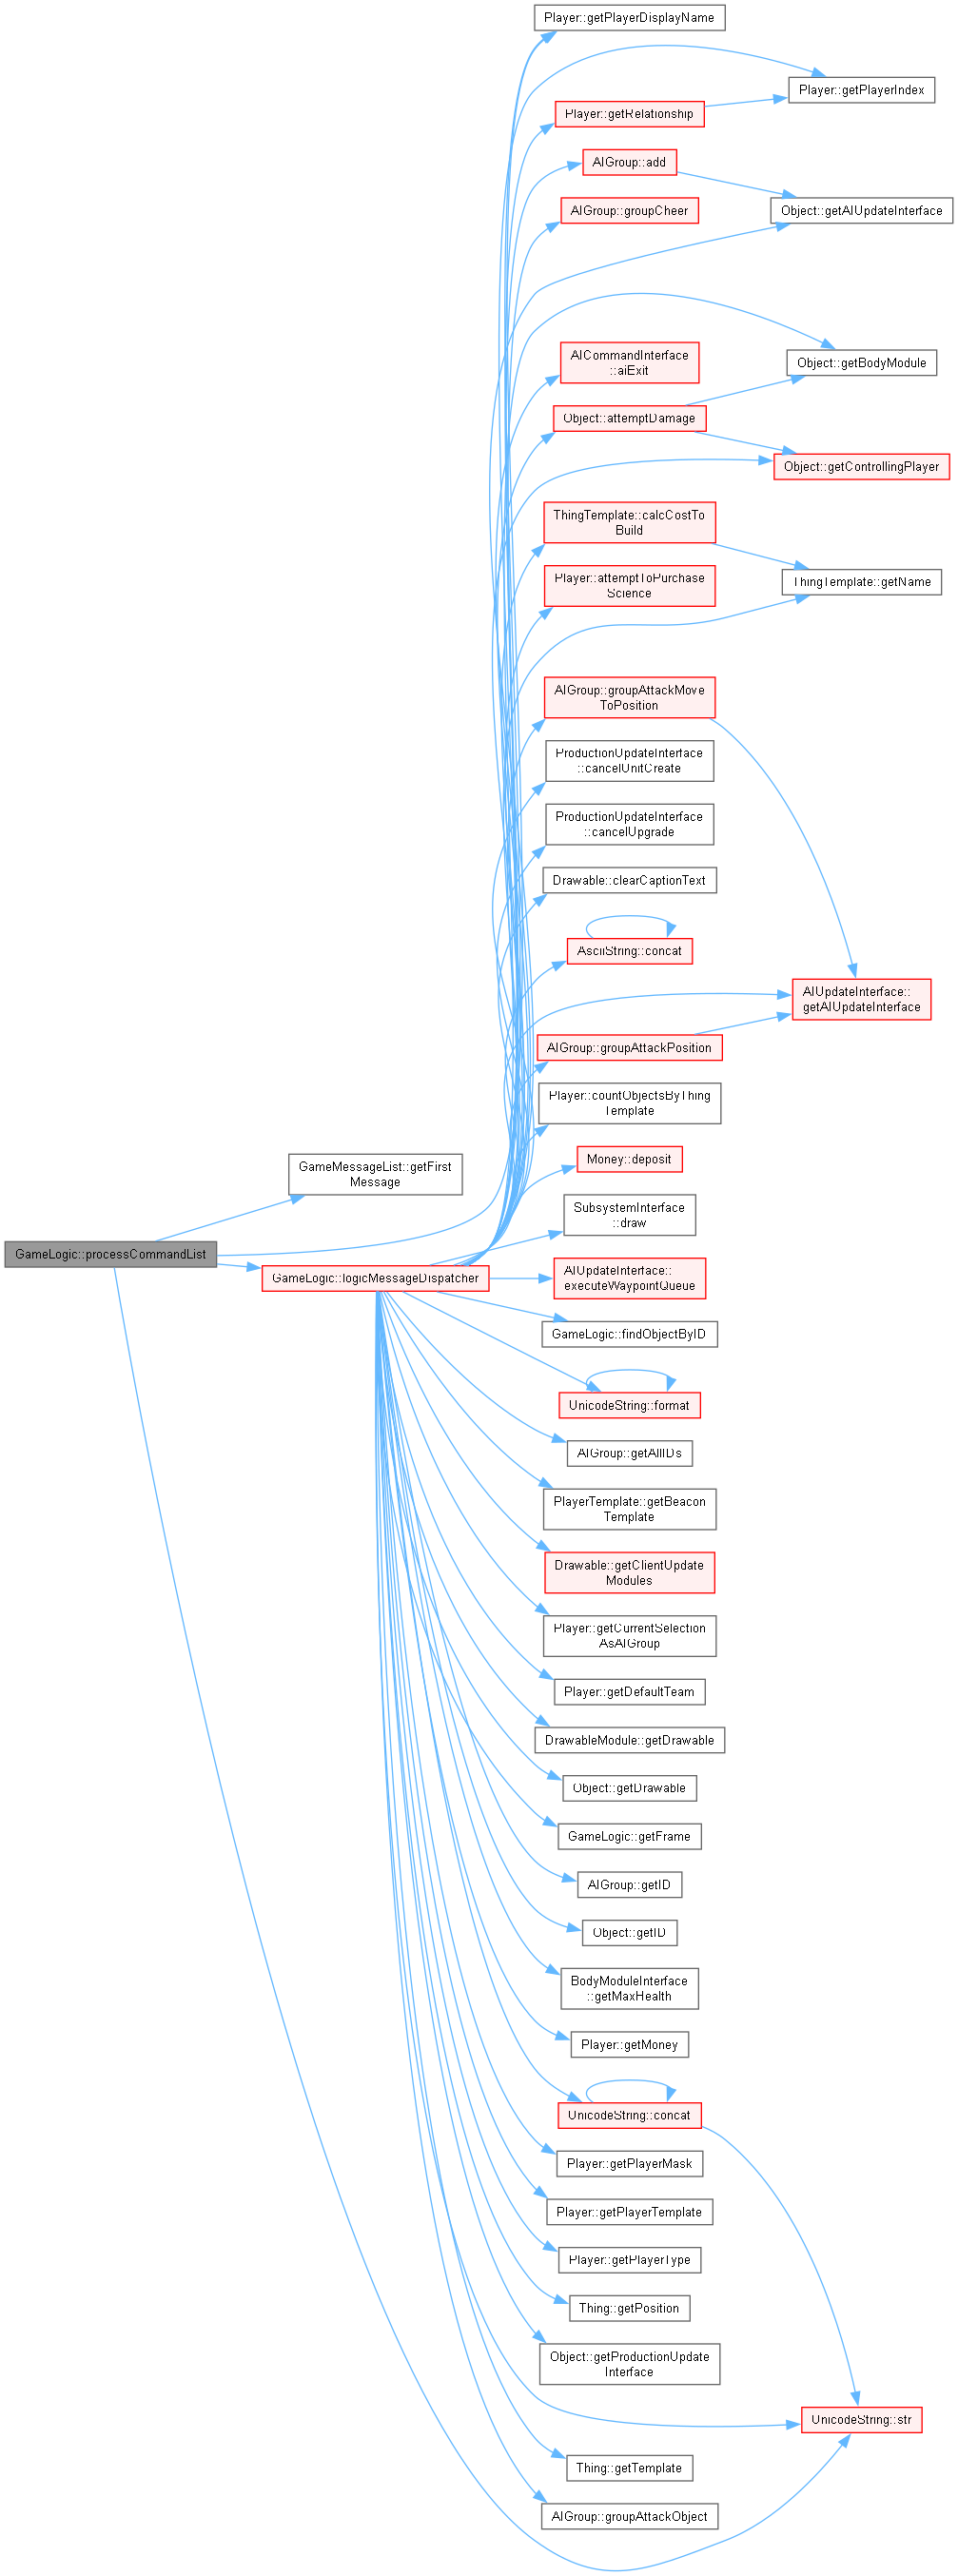 Player::getPlayerDisplayName
Player::getPlayerIndex
Player::getRelationship
AIGroup::add
Object::getAIUpdateInterface
AIGroup::groupCheer
AICommandInterface
::aiExit
Object::getBodyModule
Object::attemptDamage
Object::getControllingPlayer
ThingTemplate::calcCostTo
Build
Player::attemptToPurchase
Science
ThingTemplate::getName
AIGroup::groupAttackMove
ToPosition
ProductionUpdateInterface
::cancelUnitCreate
ProductionUpdateInterface
::cancelUpgrade
Drawable::clearCaptionText
AsciiString::concat
AIUpdateInterface::
getAIUpdateInterface
AIGroup::groupAttackPosition
Player::countObjectsByThing
Template
Money::deposit
GameMessageList::getFirst
Message
SubsystemInterface
::draw
GameLogic::processCommandList
GameLogic::logicMessageDispatcher
AIUpdateInterface::
executeWaypointQueue
GameLogic::findObjectByID
UnicodeString::format
AIGroup::getAllIDs
PlayerTemplate::getBeacon
Template
Drawable::getClientUpdate
Modules
Player::getCurrentSelection
AsAIGroup
Player::getDefaultTeam
DrawableModule::getDrawable
Object::getDrawable
GameLogic::getFrame
AIGroup::getID
Object::getID
BodyModuleInterface
::getMaxHealth
Player::getMoney
UnicodeString::concat
Player::getPlayerMask
Player::getPlayerTemplate
Player::getPlayerType
Thing::getPosition
Object::getProductionUpdate
Interface
UnicodeString::str
Thing::getTemplate
AIGroup::groupAttackObject